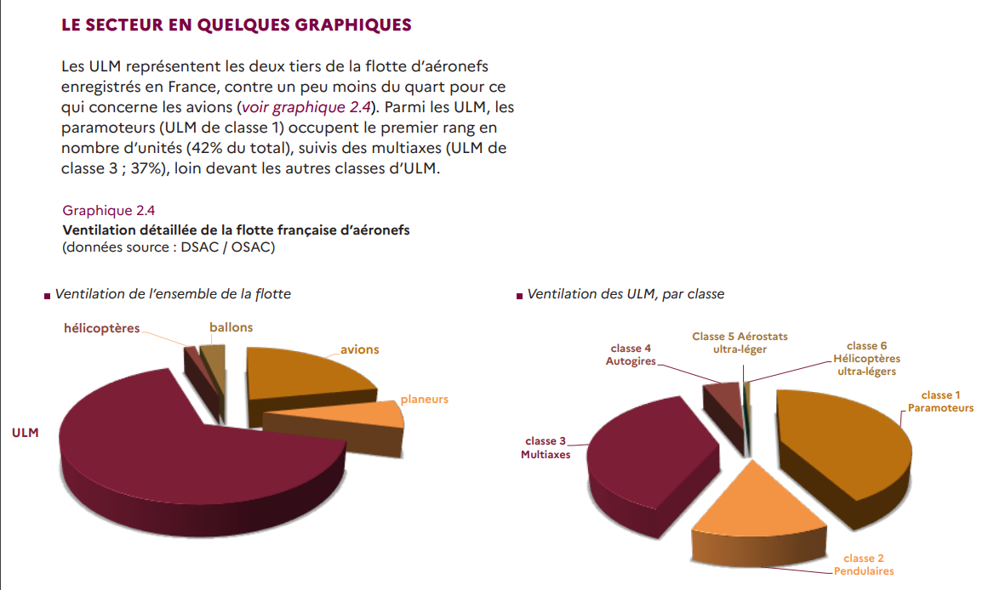 LE SECTEUR EN QUELQUES GRAPHIQUES
Les ULM représentent les deux tiers de la flotte d’aéronefs
enregistrés en France, contre un peu moins du quart pour ce
qui concerne les avions (voir graphique 2.4). Parmi les ULM, les
paramoteurs (ULM de classe 1) occupent le premier rang en
nombre d’unités (42% du total), suivis des multiaxes (ULM de
classe 3 ; 37%), loin devant les autres classes d’ULM.
Graphique 2.4
Ventilation détaillée de la flotte française d’aéronefs
(données source : DSAC / OSAC)
Ventilation de l’ensemble de la flotte
hélicoptères
ballons
avions
planeurs
ULM
Ventilation des ULM, par classe
Classe 5 Aérostats
ultra-léger
classe 4
Autogires
classe 6
Hélicoptères
ultra-légers
classe 1
Paramoteurs
classe 3
Multiaxes
classe 2
Pendulaires